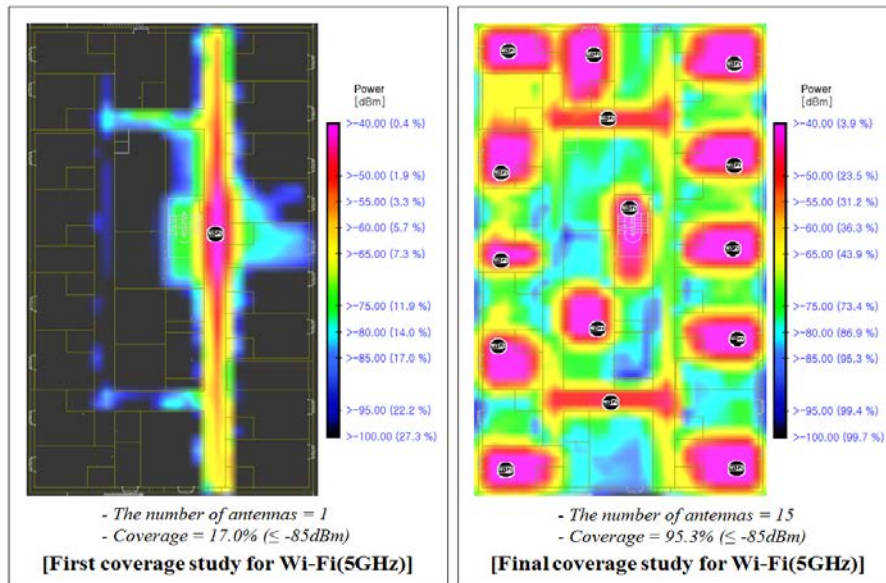 Power
[dBm]
>-40.00 (0.4 %)
>-50.00 (1.9 %)
>-55.00 (3.3 %)
>-60.00 (5.7 %)
>-65.00 (7.3 %)
>-75.00 (11.9 %)
>-80.00 (14.0 %)
>-85.00 (17.0 %)
>-95.00 (22.2 %)
>-100.00 (27.3 %)
- The number of antennas = 1
- Coverage = 17.0% (≤ -85dBm)
[First coverage study for Wi-Fi(5GHz)]
Power
[dBm]
>-40.00 (3.9 %)
>-50.00 (23.5 %)
>-55.00 (31.2 %)
>-60.00 (36.3 %)
>-65.00 (43.9 %)
>-75.00 (73.4 %)
>-80.00 (86.9 %)
>-85.00 (95.3 %)
>-95.00 (99.4 %)
>-100.00 (99.7 %)
- The number of antennas = 15
- Coverage = 95.3% (≤ -85dBm)
[Final coverage study for Wi-Fi(5GHz)]